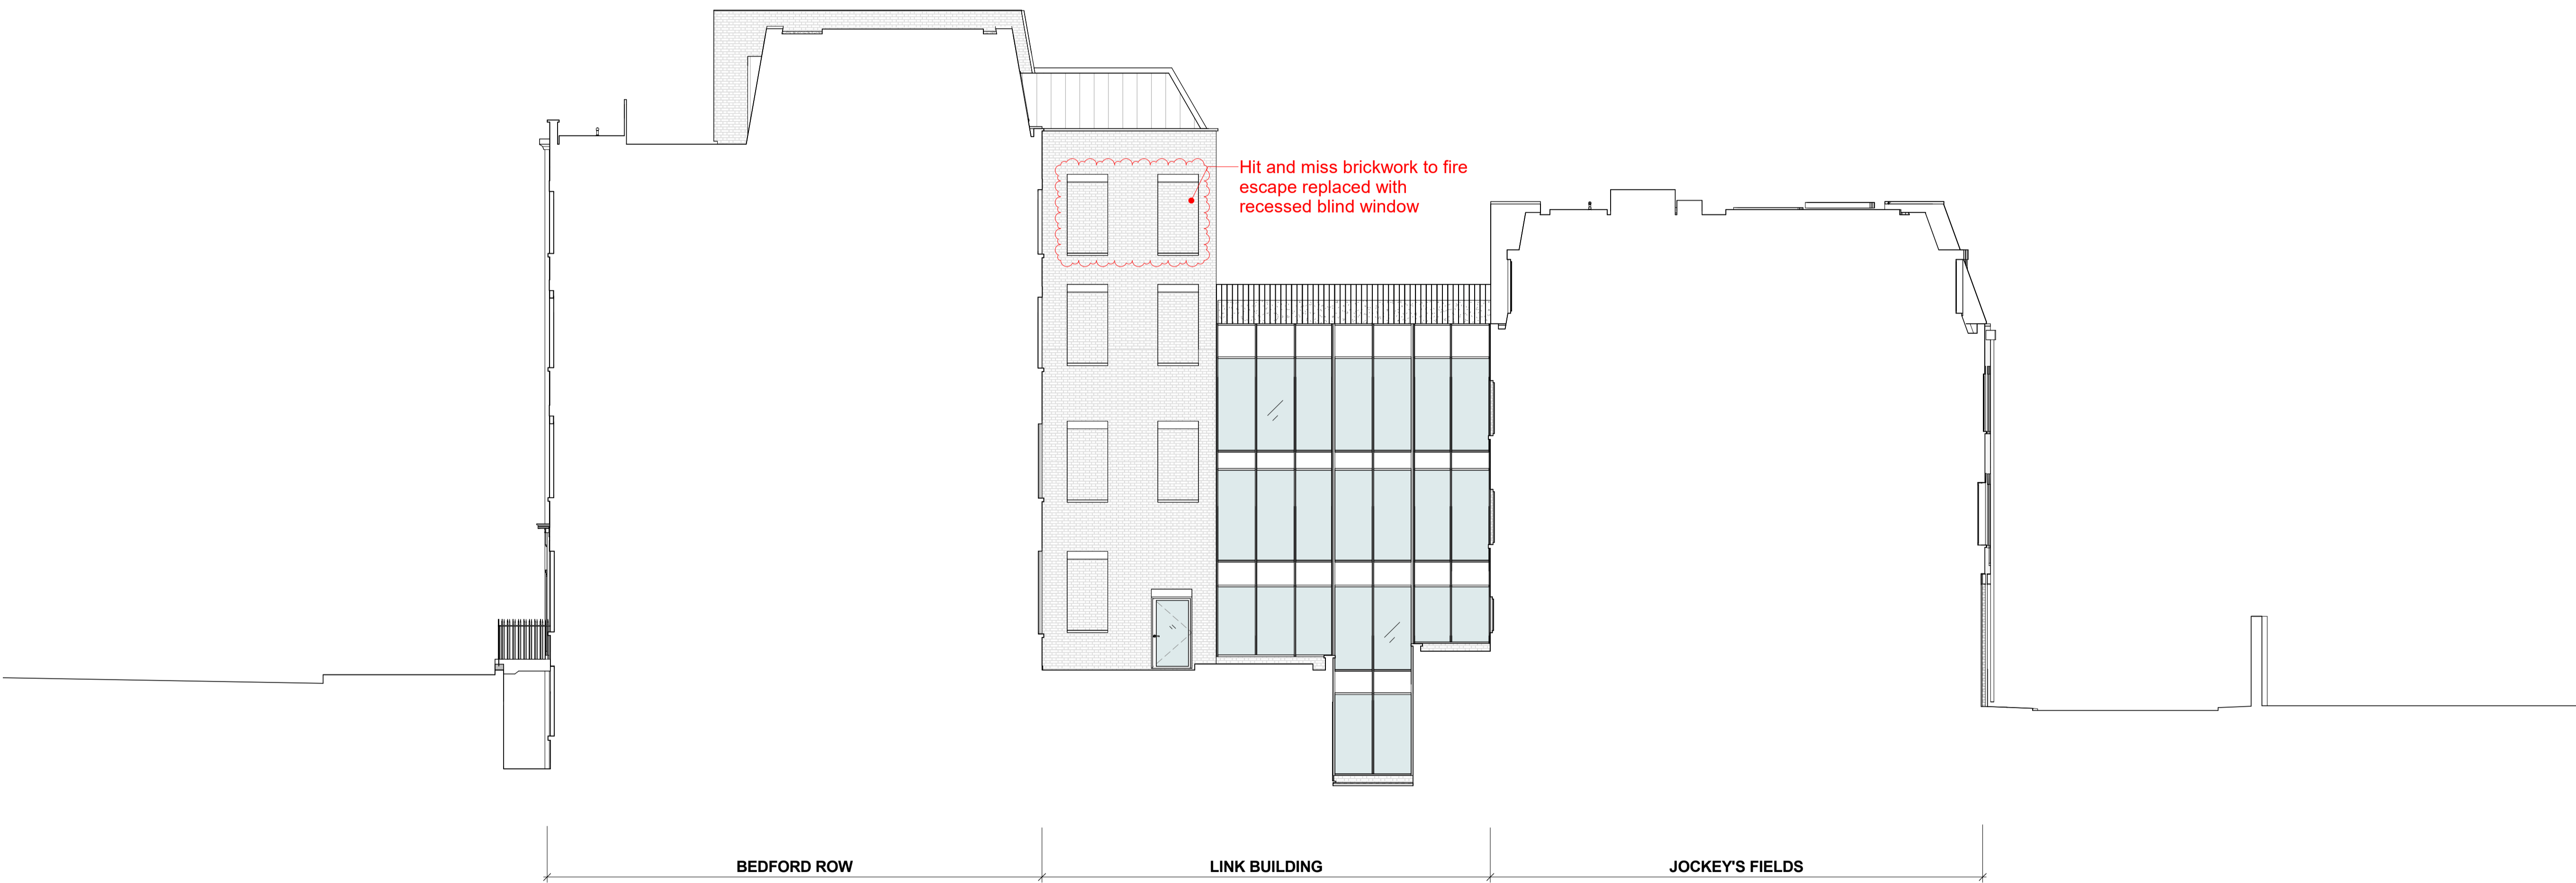 Hit and miss brickwork to fire
escape replaced with
recessed blind window
BEDFORD ROW
LINK BUILDING
JOCKEY'S FIELDS